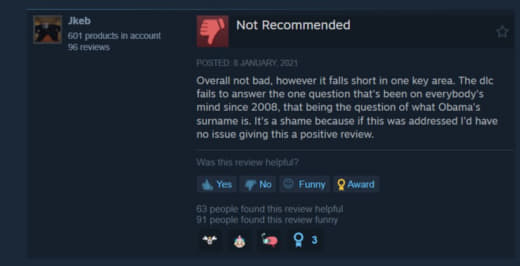 Jkeb
601 products in account
96 reviews
Not Recommended
POSTED: 8 JANUARY, 2021
Overall not bad, however it falls short in one key area. The dlc
fails to answer the one question that's been on everybody's
mind since 2008, that being the question of what Obama's
surname is. It's a shame because if this was addressed I'd have
no issue giving this a positive review.
Was this review helpful?
Yes No Funny Award
63 people found this review helpful
91 people found this review funny
3